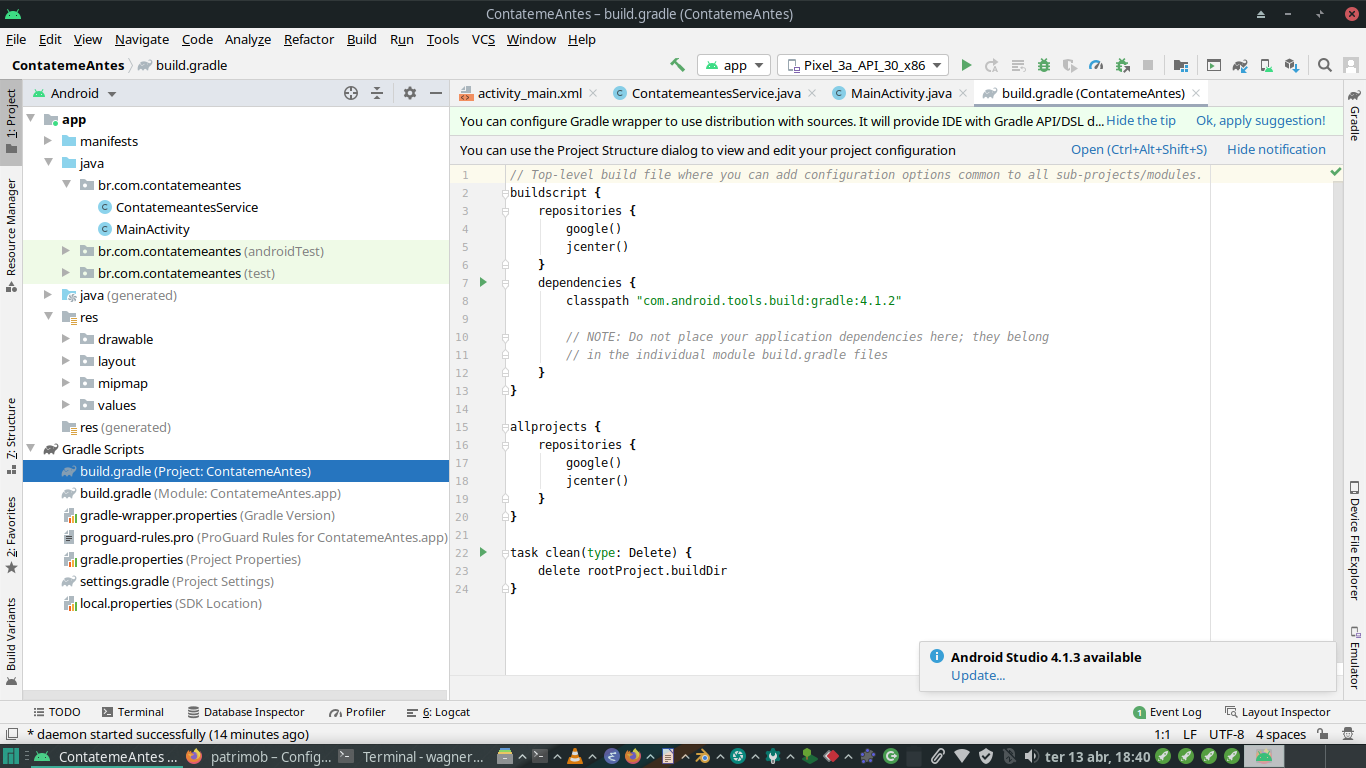 ContatemeAntes – build.gradle (ContatemeAntes)
File Edit View Navigate Code Analyze Refactor Build Run Tools VCS Window Help
ContatemeAntes build.gradle app Pixel_3a_API_30_x86
1: Project
Resource Manager
Z: Structure
2: Favorites
Build Variants
Android
app
manifests
java
br.com.contatemeantes
ContatemeantesService
MainActivity
br.com.contatemeantes (androidTest)
br.com.contatemeantes (test)
java (generated)
res
drawable
layout
mipmap
values
res (generated)
Gradle Scripts
build.gradle (Project: ContatemeAntes)
build.gradle (Module: ContatemeAntes.app)
gradle-wrapper.properties (Gradle Version)
proguard-rules.pro (ProGuard Rules for ContatemeAntes.app)
gradle.properties (Project Properties)
settings.gradle (Project Settings)
local.properties (SDK Location)
activity_main.xml ContatemeantesService.java MainActivity.java build.gradle (ContatemeAntes)
You can configure Gradle wrapper to use distribution with sources. It will provide IDE with Gradle API/DSL d... Hide the tip Ok, apply suggestion!
You can use the Project Structure dialog to view and edit your project configuration Open (Ctrl+Alt+Shift+S) Hide notification
1 // Top-level build file where you can add configuration options common to all sub-projects/modules.
2 buildscript {
3 repositories {
4 google()
5 jcenter()
6 }
7 dependencies {
8 classpath "com.android.tools.build:gradle:4.1.2"
9
10 // NOTE: Do not place your application dependencies here; they belong
11 // in the individual module build.gradle files
12 }
13 }
14
15 allprojects {
16 repositories {
17 google()
18 jcenter()
19 }
20 }
21
22 task clean(type: Delete) {
23 delete rootProject.buildDir
24 }
Gradle
Device File Explorer
Emulator
Android Studio 4.1.3 available
Update...
TODO Terminal Database Inspector Profiler 6: Logcat 1 Event Log Layout Inspector
* daemon started successfully (14 minutes ago) 1:1 LF UTF-8 4 spaces
ContatemeAntes ... patrimob – Config... Terminal - wagner... ter 13 abr, 18:40